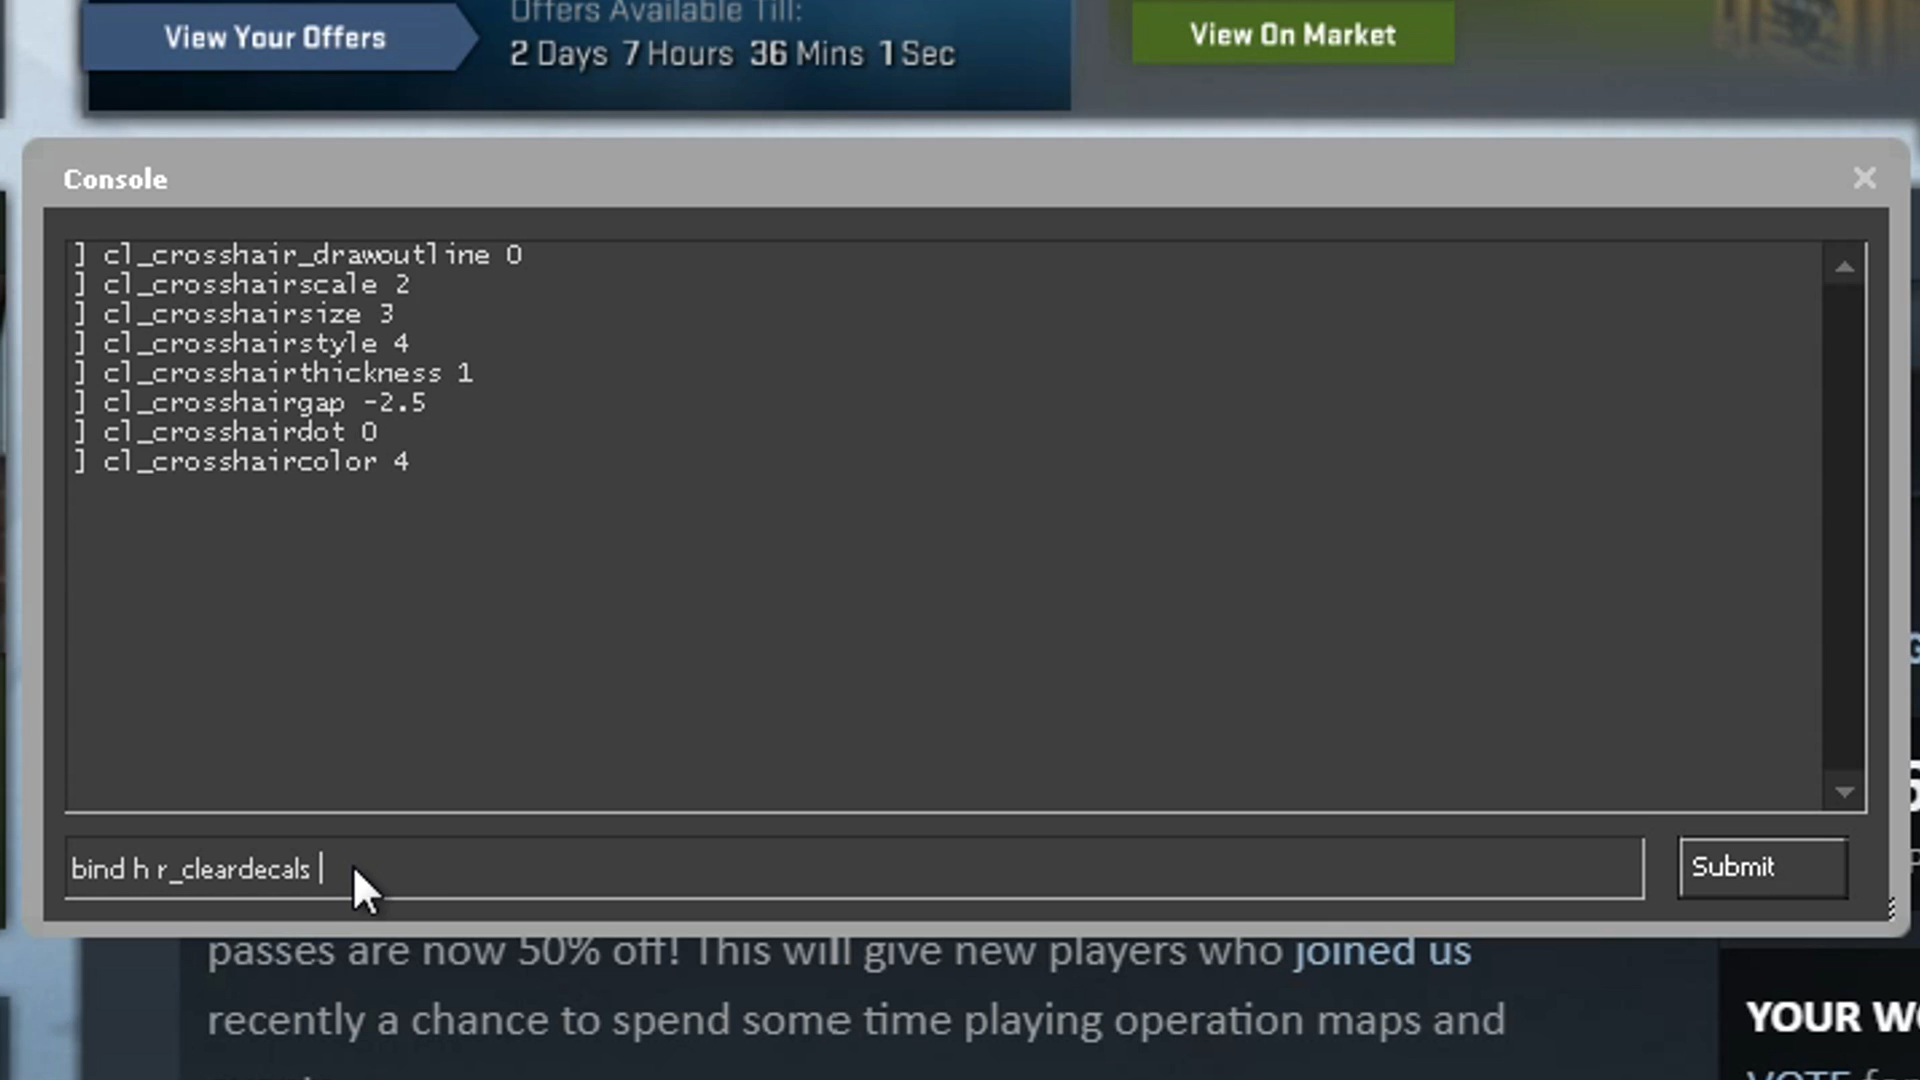 Offers Available Till:
View Your Offers
2 Days 7 Hours 36 Mins 1 Sec
View On Market
Console
] cl_crosshair_drawoutline 0
] cl_crosshairscale 2
] cl_crosshairsize 3
] cl_crosshairstyle 4
] cl_crosshairthickness 1
] cl_crosshairgap -2.5
] cl_crosshairdot 0
] cl_crosshaircolor 4
bind h r_cleardecals
Submit
passes are now 50% off! This will give new players who joined us
recently a chance to spend some time playing operation maps and
YOUR
VOTE